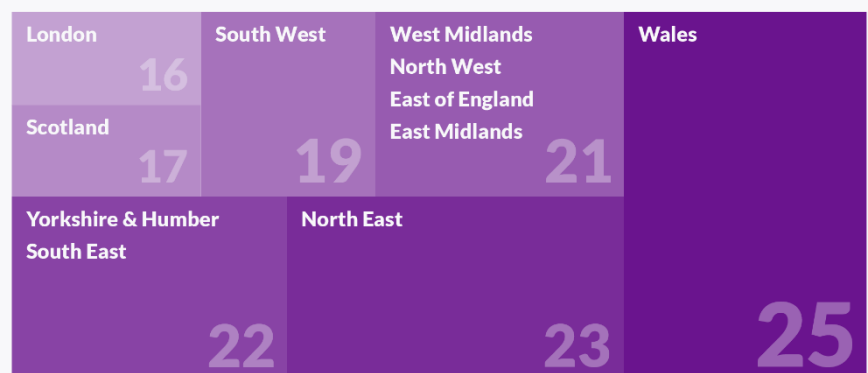 London
16
Scotland
17
South West
19
West Midlands
North West
East of England
East Midlands
21
Wales
25
Yorkshire & Humber
South East
22
North East
23